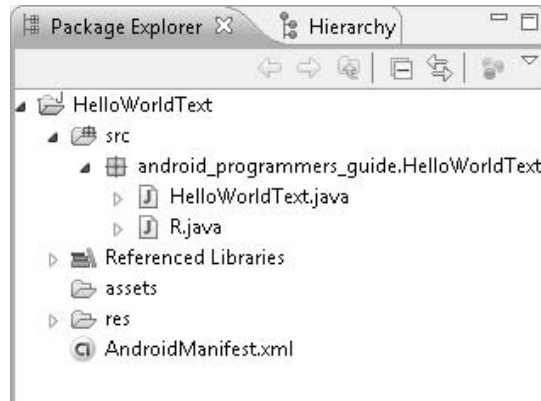 Package Explorer Hierarchy
HelloWorldText
src
android_programmers_guide.HelloWorldText
HelloWorldText.java
R.java
Referenced Libraries
assets
res
AndroidManifest.xml